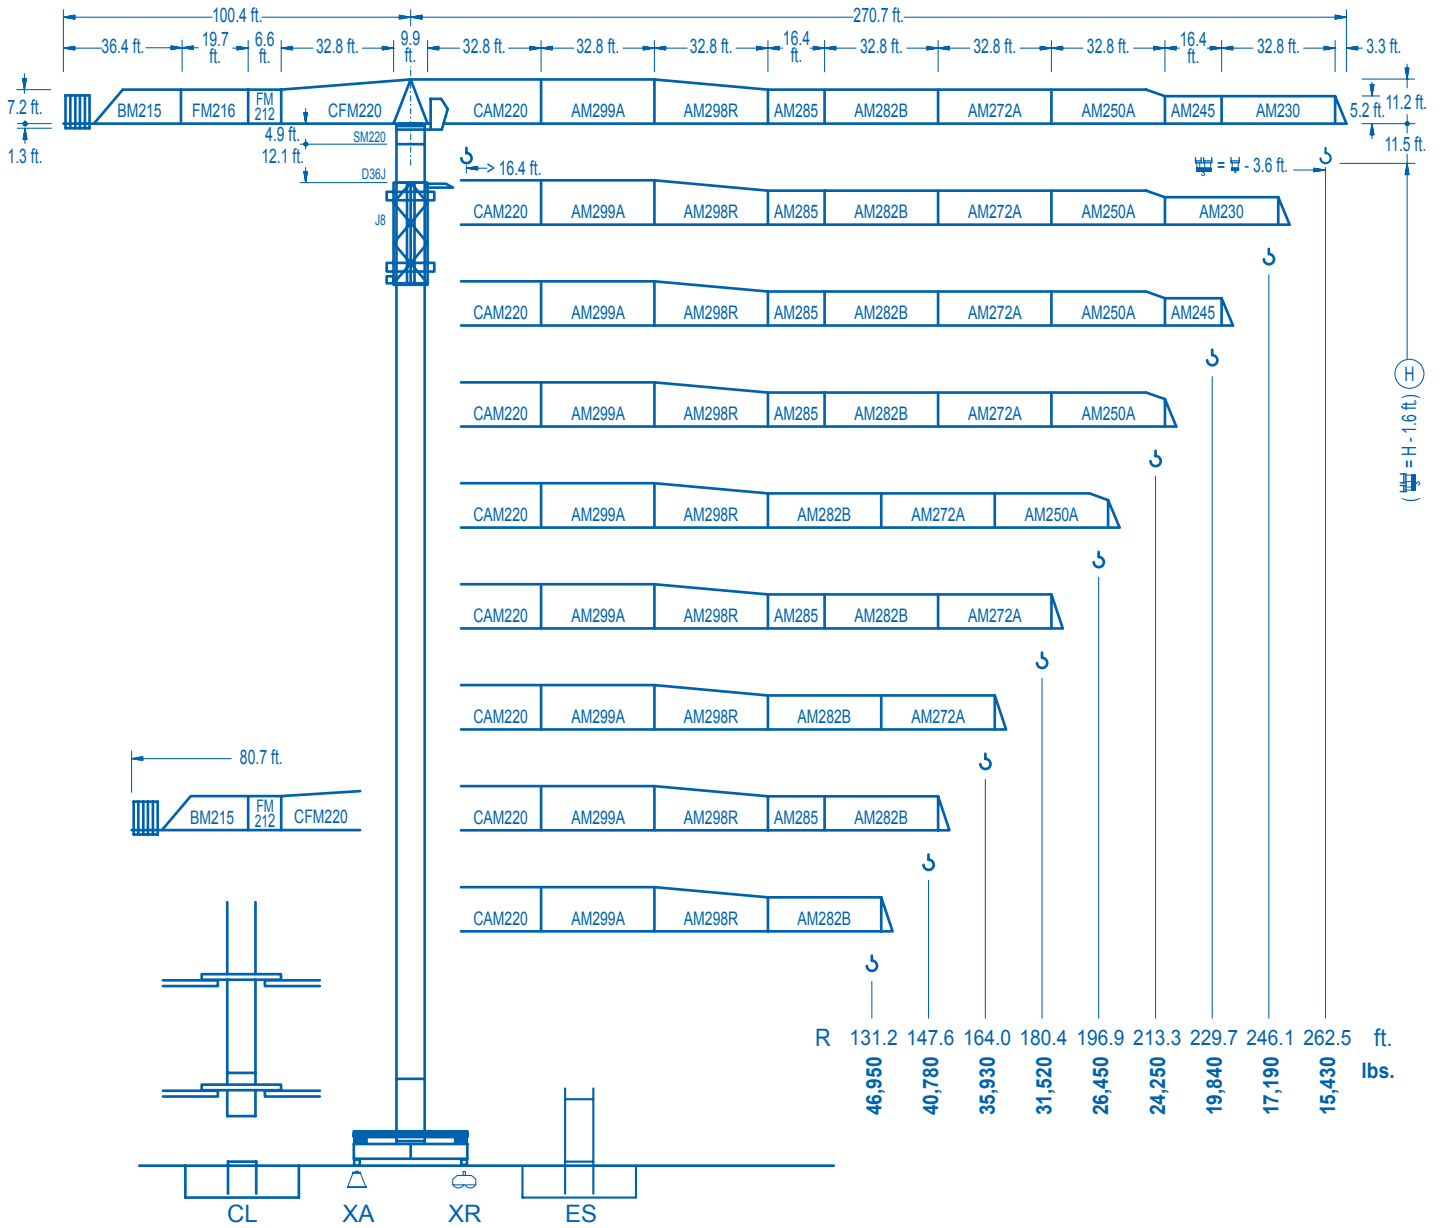 100.4 ft. 270.7 ft.
36.4 ft. 19.7 ft. 6.6 ft. 32.8 ft. 9.9 ft. 32.8 ft. 32.8 ft. 32.8 ft. 16.4 ft. 32.8 ft. 32.8 ft. 32.8 ft. 16.4 ft. 32.8 ft. 3.3 ft.
7.2 ft. BM215 FM216 FM 212 CFM220 CAM220 AM299A AM298R AM285 AM282B AM272A AM250A AM245 AM230 5.2 ft. 11.2 ft.
1.3 ft. 4.9 ft. SM220 11.5 ft.
12.1 ft. > 16.4 ft. = - 3.6 ft.
D36J
J8 CAM220 AM299A AM298R AM285 AM282B AM272A AM250A AM230
CAM220 AM299A AM298R AM285 AM282B AM272A AM250A AM245
H
( = H - 1.6 ft.)
CAM220 AM299A AM298R AM285 AM282B AM272A AM250A
CAM220 AM299A AM298R AM282B AM272A AM250A
CAM220 AM299A AM298R AM285 AM282B AM272A
CAM220 AM299A AM298R AM282B AM272A
80.7 ft.
BM215 FM 212 CFM220 CAM220 AM299A AM298R AM285 AM282B
CAM220 AM299A AM298R AM282B
R 131.2 147.6 164.0 180.4 196.9 213.3 229.7 246.1 262.5 ft.
46,950 40,780 35,930 31,520 26,450 24,250 19,840 17,190 15,430 lbs.
CL XA XR ES